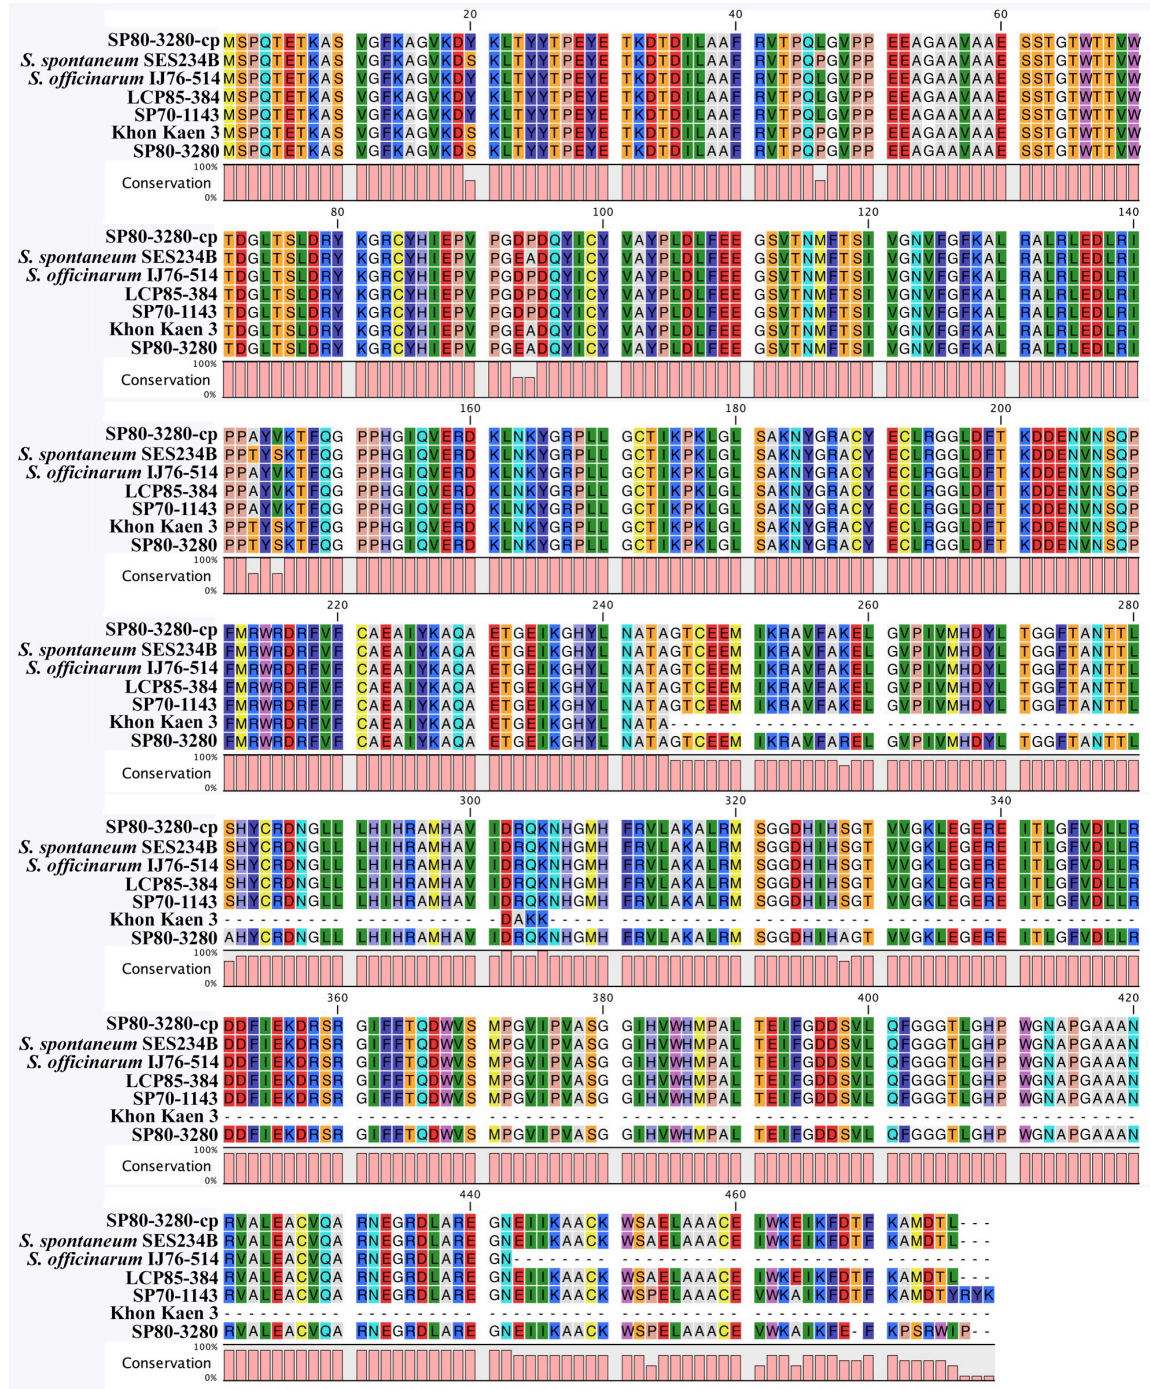 20 40 60
SP80-3280-cp MSPQTETKAS VGFKAGVKDY KLTYYTPEYE TKDTDILAAF RVTPQLGVPP EEAGAAVAAE SSTGTWTTVW
S. spontaneum SES234B MSPQTETKAS VGFKAGVKDS KLTYYTPEYE TKDTDILAAF RVTPQPGVPP EEAGAAVAAE SSTGTWTTVW
S. officinarum IJ76-514 MSPQTETKAS VGFKAGVKDY KLTYYTPEYE TKDTDILAAF RVTPQLGVPP EEAGAAVAAE SSTGTWTTVW
LCP85-384 MSPQTETKAS VGFKAGVKDY KLTYYTPEYE TKDTDILAAF RVTPQLGVPP EEAGAAVAAE SSTGTWTTVW
SP70-1143 MSPQTETKAS VGFKAGVKDY KLTYYTPEYE TKDTDILAAF RVTPQLGVPP EEAGAAVAAE SSTGTWTTVW
Khon Kaen 3 MSPQTETKAS VGFKAGVKDS KLTYYTPEYE TKDTDILAAF RVTPQPGVPP EEAGAAVAAE SSTGTWTTVW
SP80-3280 MSPQTETKAS VGFKAGVKDS KLTYYTPEYE TKDTDILAAF RVTPQPGVPP EEAGAAVAAE SSTGTWTTVW
100%
Conservation
0%
80 100 120 140
SP80-3280-cp TDGLTSLDRY KGRCYHIEPV PGDPDQYICY VAYPLDLFEE GSVTNMFTSI VGNVFGFKAL RALRLEDLRI
S. spontaneum SES234B TDGLTSLDRY KGRCYHIEPV PGEADQYICY VAYPLDLFEE GSVTNMFTSI VGNVFGFKAL RALRLEDLRI
S. officinarum IJ76-514 TDGLTSLDRY KGRCYHIEPV PGDPDQYICY VAYPLDLFEE GSVTNMFTSI VGNVFGFKAL RALRLEDLRI
LCP85-384 TDGLTSLDRY KGRCYHIEPV PGDPDQYICY VAYPLDLFEE GSVTNMFTSI VGNVFGFKAL RALRLEDLRI
SP70-1143 TDGLTSLDRY KGRCYHIEPV PGDPDQYICY VAYPLDLFEE GSVTNMFTSI VGNVFGFKAL RALRLEDLRI
Khon Kaen 3 TDGLTSLDRY KGRCYHIEPV PGEADQYICY VAYPLDLFEE GSVTNMFTSI VGNVFGFKAL RALRLEDLRI
SP80-3280 TDGLTSLDRY KGRCYHIEPV PGEADQYICY VAYPLDLFEE GSVTNMFTSI VGNVFGFKAL RALRLEDLRI
100%
Conservation
0%
160 180 200
SP80-3280-cp PPAYVKTFQG PPHGIQVERD KLNKYGRPLL GCTIKPKLGL SAKNYGRACY ECLRGGLDFT KDDENVNSQP
S. spontaneum SES234B PPTYSKTFQG PPHGIQVERD KLNKYGRPLL GCTIKPKLGL SAKNYGRACY ECLRGGLDFT KDDENVNSQP
S. officinarum IJ76-514 PPAYVKTFQG PPHGIQVERD KLNKYGRPLL GCTIKPKLGL SAKNYGRACY ECLRGGLDFT KDDENVNSQP
LCP85-384 PPAYVKTFQG PPHGIQVERD KLNKYGRPLL GCTIKPKLGL SAKNYGRACY ECLRGGLDFT KDDENVNSQP
SP70-1143 PPAYVKTFQG PPHGIQVERD KLNKYGRPLL GCTIKPKLGL SAKNYGRACY ECLRGGLDFT KDDENVNSQP
Khon Kaen 3 PPTYSKTFQG PPHGIQVERD KLNKYGRPLL GCTIKPKLGL SAKNYGRACY ECLRGGLDFT KDDENVNSQP
SP80-3280 PPTYSKTFQG PPHGIQVERD KLNKYGRPLL GCTIKPKLGL SAKNYGRACY ECLRGGLDFT KDDENVNSQP
100%
Conservation
0%
220 240 260 280
SP80-3280-cp FMRWRDRFVF CAEAIYKAQA ETGEIKGHYL NATAGTCEEM IKRAVFAKEL GVPIVMHDYL TGGFTANTTL
S. spontaneum SES234B FMRWRDRFVF CAEAIYKAQA ETGEIKGHYL NATAGTCEEM IKRAVFAKEL GVPIVMHDYL TGGFTANTTL
S. officinarum IJ76-514 FMRWRDRFVF CAEAIYKAQA ETGEIKGHYL NATAGTCEEM IKRAVFAKEL GVPIVMHDYL TGGFTANTTL
LCP85-384 FMRWRDRFVF CAEAIYKAQA ETGEIKGHYL NATAGTCEEM IKRAVFAKEL GVPIVMHDYL TGGFTANTTL
SP70-1143 FMRWRDRFVF CAEAIYKAQA ETGEIKGHYL NATAGTCEEM IKRAVFAKEL GVPIVMHDYL TGGFTANTTL
Khon Kaen 3 FMRWRDRFVF CAEAIYKAQA ETGEIKGHYL NATA------ ---------- ---------- ----------
SP80-3280 FMRWRDRFVF CAEAIYKAQA ETGEIKGHYL NATAGTCEEM IKRAVFAREL GVPIVMHDYL TGGFTANTTL
100%
Conservation
0%
300 320 340
SP80-3280-cp SHYCRDNGLL LHIHRAMHAV IDRQKNHGMH FRVLAKALRM SGGDHIHSGT VVGKLEGERE ITLGFVDLLR
S. spontaneum SES234B SHYCRDNGLL LHIHRAMHAV IDRQKNHGMH FRVLAKALRM SGGDHIHSGT VVGKLEGERE ITLGFVDLLR
S. officinarum IJ76-514 SHYCRDNGLL LHIHRAMHAV IDRQKNHGMH FRVLAKALRM SGGDHIHSGT VVGKLEGERE ITLGFVDLLR
LCP85-384 SHYCRDNGLL LHIHRAMHAV IDRQKNHGMH FRVLAKALRM SGGDHIHSGT VVGKLEGERE ITLGFVDLLR
SP70-1143 SHYCRDNGLL LHIHRAMHAV IDRQKNHGMH FRVLAKALRM SGGDHIHSGT VVGKLEGERE ITLGFVDLLR
Khon Kaen 3 ---------- ---------- -DAKK----- ---------- ---------- ---------- ----------
SP80-3280 AHYCRDNGLL LHIHRAMHAV IDRQKNHGMH FRVLAKALRM SGGDHIHAGT VVGKLEGERE ITLGFVDLLR
100%
Conservation
0%
360 380 400 420
SP80-3280-cp DDFIEKDRSR GIFFTQDWVS MPGVIPVASG GIHVWHMPAL TEIFGDDSVL QFGGGTLGHP WGNAPGAAAN
S. spontaneum SES234B DDFIEKDRSR GIFFTQDWVS MPGVIPVASG GIHVWHMPAL TEIFGDDSVL QFGGGTLGHP WGNAPGAAAN
S. officinarum IJ76-514 DDFIEKDRSR GIFFTQDWVS MPGVIPVASG GIHVWHMPAL TEIFGDDSVL QFGGGTLGHP WGNAPGAAAN
LCP85-384 DDFIEKDRSR GIFFTQDWVS MPGVIPVASG GIHVWHMPAL TEIFGDDSVL QFGGGTLGHP WGNAPGAAAN
SP70-1143 DDFIEKDRSR GIFFTQDWVS MPGVIPVASG GIHVWHMPAL TEIFGDDSVL QFGGGTLGHP WGNAPGAAAN
Khon Kaen 3 ---------- ---------- ---------- ---------- ---------- ---------- ----------
SP80-3280 DDFIEKDRSR GIFFTQDWVS MPGVIPVASG GIHVWHMPAL TEIFGDDSVL QFGGGTLGHP WGNAPGAAAN
100%
Conservation
0%
440 460
SP80-3280-cp RVALEACVQA RNEGRDLARE GNEIIKAACK WSAELAAACE IWKEIKFDTF KAMDTL---
S. spontaneum SES234B RVALEACVQA RNEGRDLARE GNEIIKAACK WSAELAAACE IWKEIKFDTF KAMDTL---
S. officinarum IJ76-514 RVALEACVQA RNEGRDLARE GN-------- ---------- ---------- ---------
LCP85-384 RVALEACVQA RNEGRDLARE GNEIIKAACK WSAELAAACE IWKEIKFDTF KAMDTL---
SP70-1143 RVALEACVQA RNEGRDLARE GNEIIKAACK WSPELAAACE VWKAIKFDTF KAMDTYRYK
Khon Kaen 3 ---------- ---------- ---------- ---------- ---------- ---------
SP80-3280 RVALEACVQA RNEGRDLARE GNEIIKAACK WSPELAAACE VWKAIKFE-F KPSRWIP--
100%
Conservation
0%